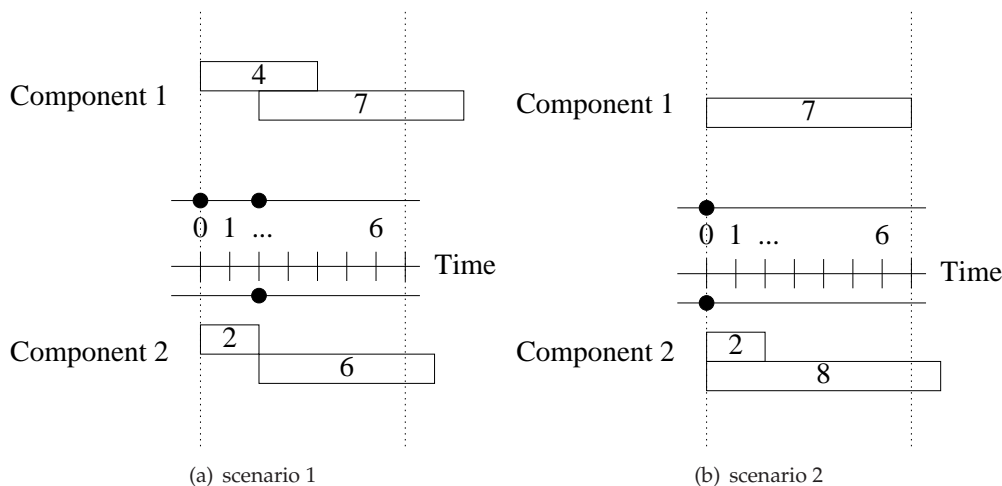 4
Component 1
7
0 1 ... 6
Time
Component 2
2
6
(a) scenario 1
Component 1
7
0 1 ... 6
Time
Component 2
2
8
(b) scenario 2